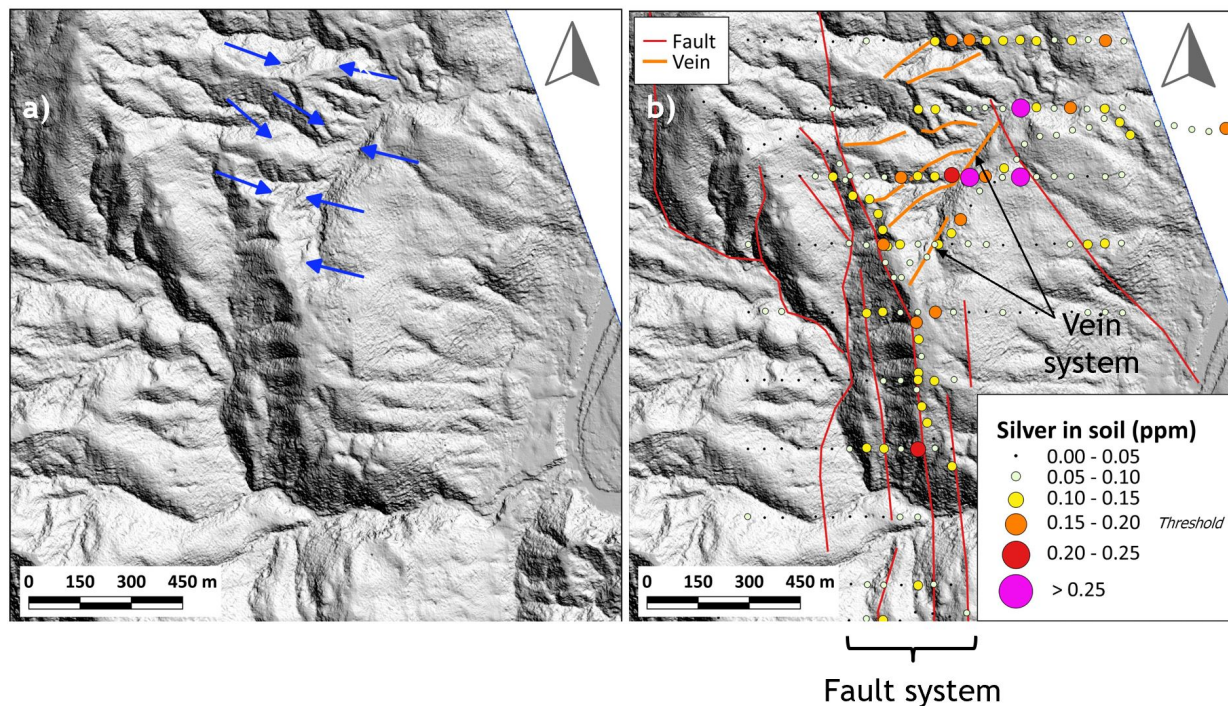 a)
0 150 300 450 m
b)
Fault
Vein
Vein
system
Silver in soil (ppm)
0.00 - 0.05
0.05 - 0.10
0.10 - 0.15
0.15 - 0.20 Threshold
0.20 - 0.25
> 0.25
0 150 300 450 m
Fault system